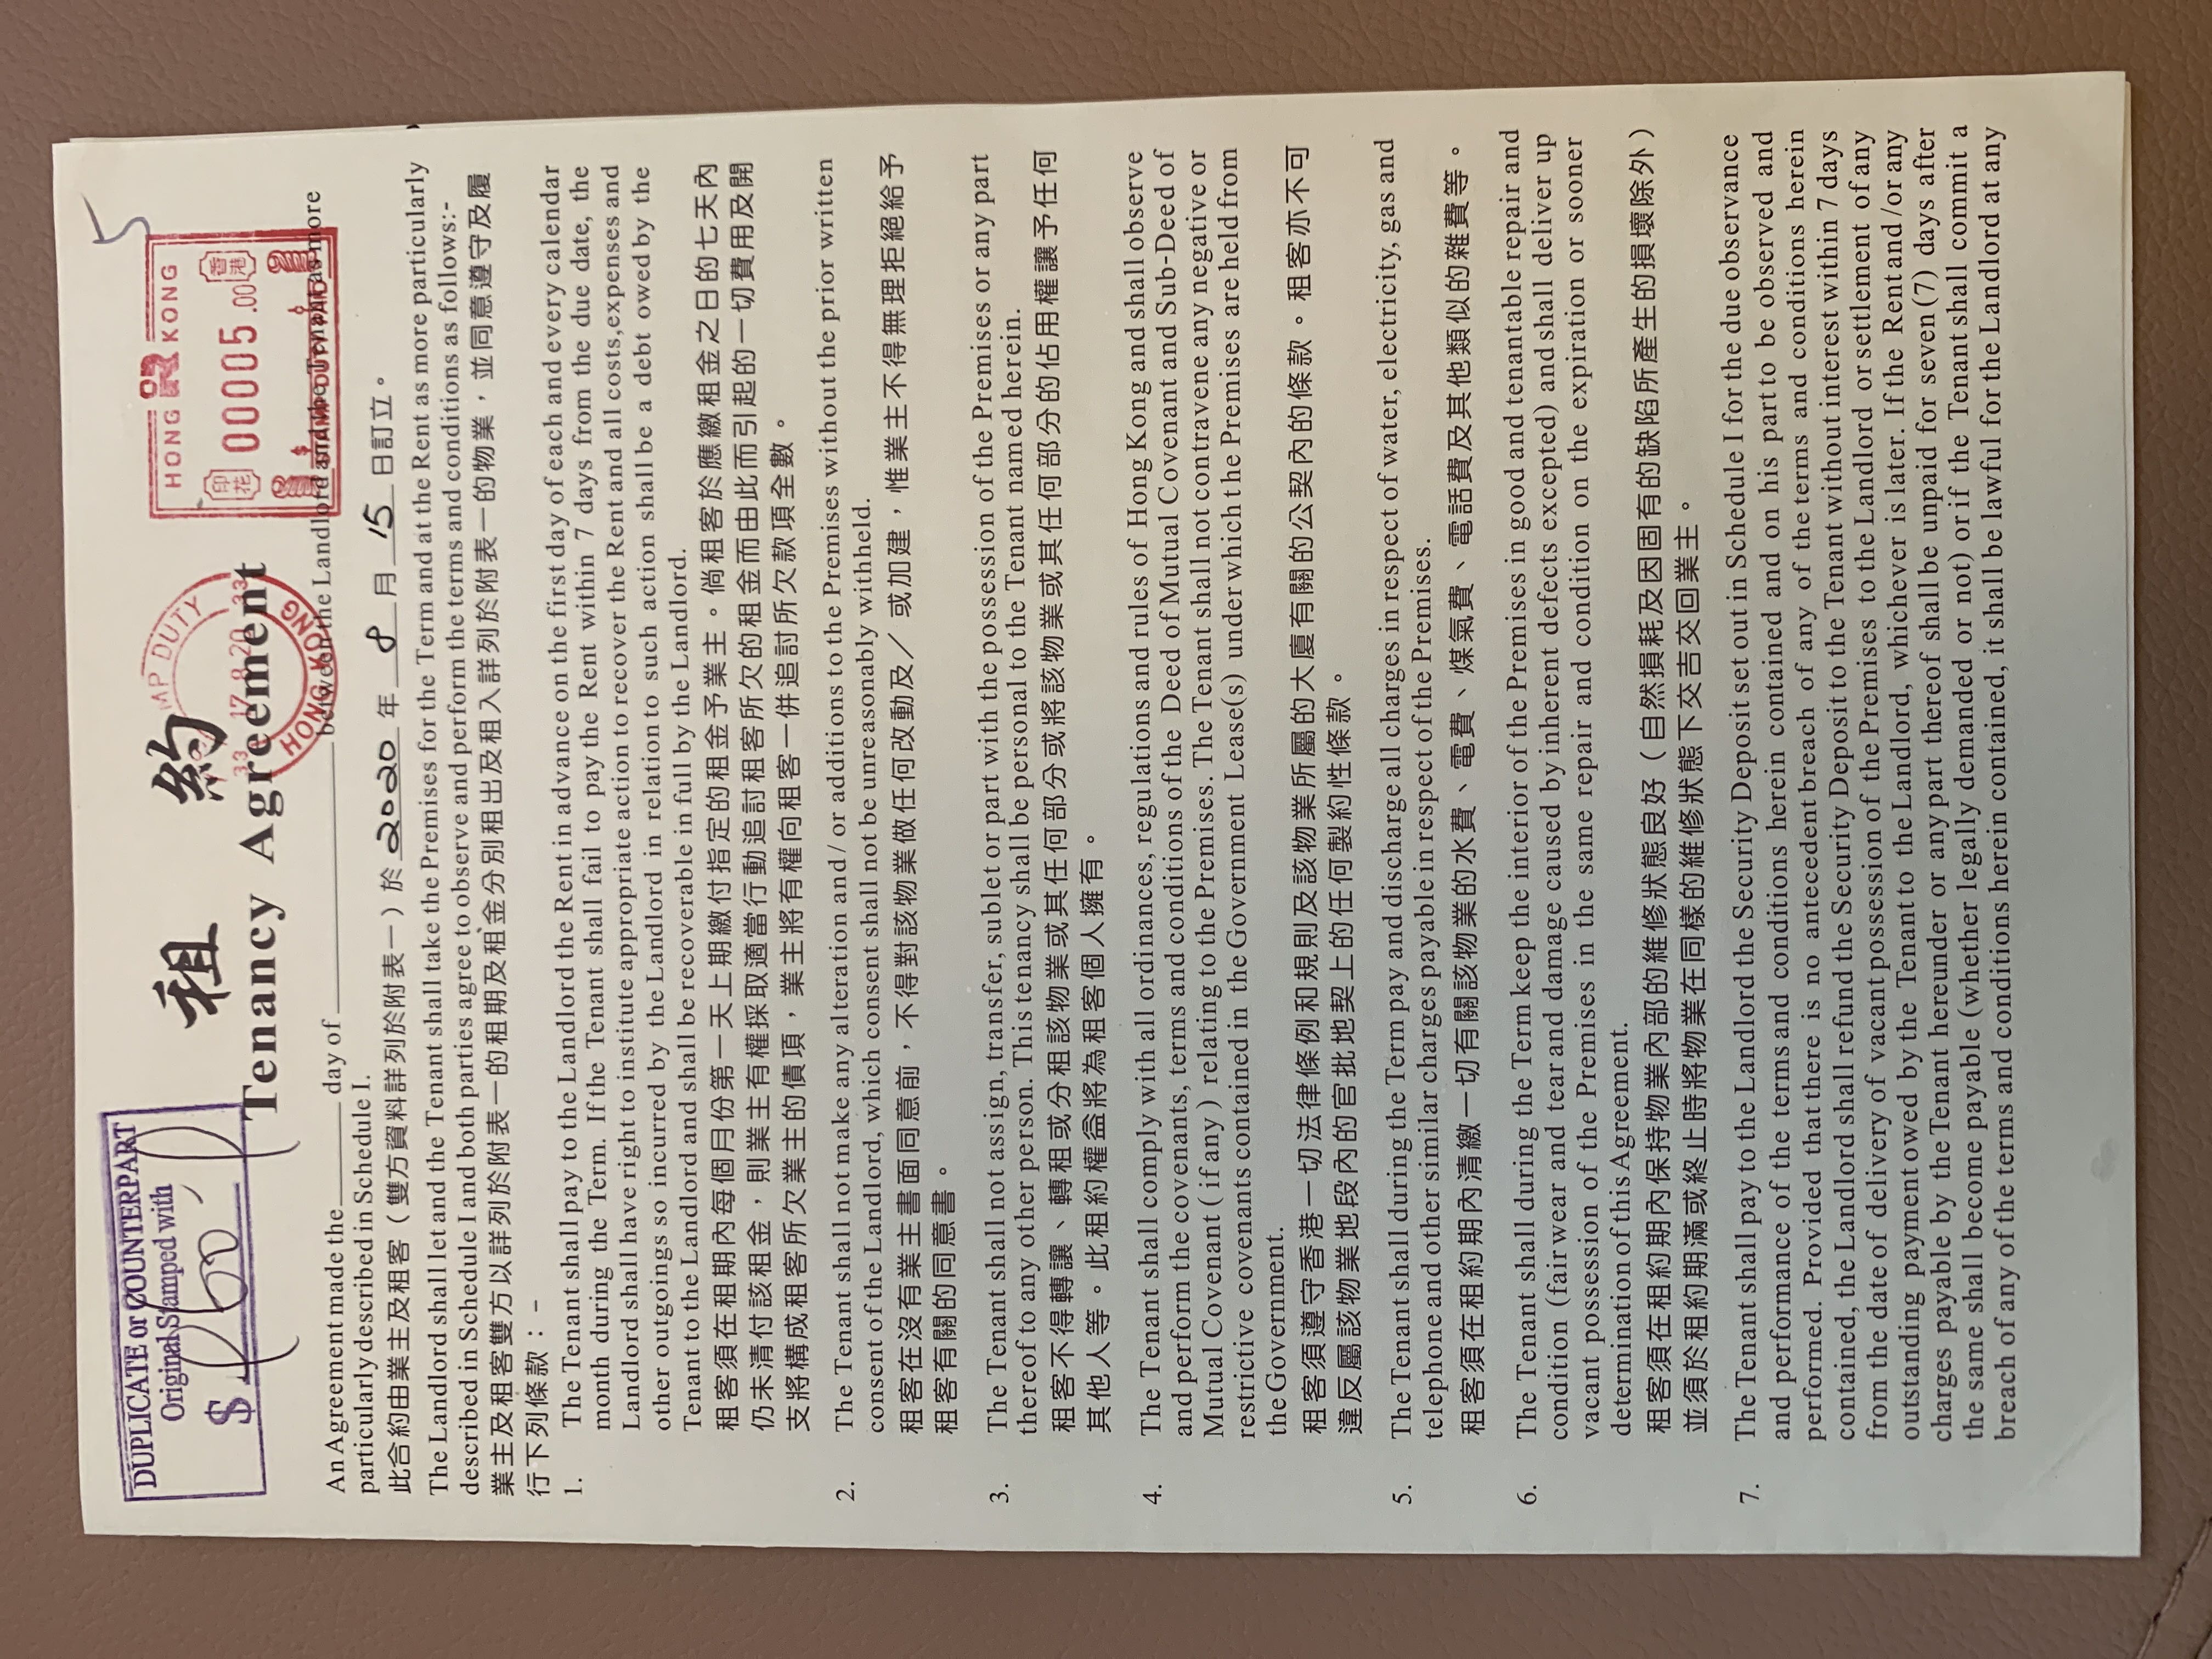 DUPLICATE or COUNTERPART
Original Stamped with
$
5
HONG KONG
印花 00005.00 香港
STAMP DUTY
33 17.8.20 33
HONG KONG
租 約
Tenancy Agreement
An Agreement made the ______ day of ____________ between the Landlord and the Tenant as more
particularly described in Schedule I.
此合約由業主及租客（雙方資料詳列於附表一）於 2020 年 8 月 15 日訂立。
The Landlord shall let and the Tenant shall take the Premises for the Term and at the Rent as more particularly
described in Schedule I and both parties agree to observe and perform the terms and conditions as follows:-
業主及租客雙方以詳列於附表一的租期及租金分別租出及租入詳列於附表一的物業，並同意遵守及履
行下列條款：–
1. The Tenant shall pay to the Landlord the Rent in advance on the first day of each and every calendar
month during the Term. If the Tenant shall fail to pay the Rent within 7 days from the due date, the
Landlord shall have right to institute appropriate action to recover the Rent and all costs,expenses and
other outgoings so incurred by the Landlord in relation to such action shall be a debt owed by the
Tenant to the Landlord and shall be recoverable in full by the Landlord.
租客須在租期內每個月份第一天上期繳付指定的租金予業主。倘租客於應繳租金之日的七天內
仍未清付該租金，則業主有權採取適當行動追討租客所欠的租金而由此而引起的一切費用及開
支將構成租客所欠業主的債項，業主將有權向租客一併追討所欠款項全數。
2. The Tenant shall not make any alteration and / or additions to the Premises without the prior written
consent of the Landlord, which consent shall not be unreasonably withheld.
租客在沒有業主書面同意前，不得對該物業做任何改動及／或加建，惟業主不得無理拒絕給予
租客有關的同意書。
3. The Tenant shall not assign, transfer, sublet or part with the possession of the Premises or any part
thereof to any other person. This tenancy shall be personal to the Tenant named herein.
租客不得轉讓、轉租或分租該物業或其任何部分或將該物業或其任何部分的佔用權讓予任何
其他人等。此租約權益將為租客個人擁有。
4. The Tenant shall comply with all ordinances, regulations and rules of Hong Kong and shall observe
and perform the covenants, terms and conditions of the Deed of Mutual Covenant and Sub-Deed of
Mutual Covenant ( if any ) relating to the Premises. The Tenant shall not contravene any negative or
restrictive covenants contained in the Government Lease(s) under which the Premises are held from
the Government.
租客須遵守香港一切法律條例和規則及該物業所屬的大廈有關的公契內的條款。租客亦不可
違反屬該物業地段內的官批地契上的任何製約性條款。
5. The Tenant shall during the Term pay and discharge all charges in respect of water, electricity, gas and
telephone and other similar charges payable in respect of the Premises.
租客須在租約期內清繳一切有關該物業的水費、電費、煤氣費、電話費及其他類似的雜費等。
6. The Tenant shall during the Term keep the interior of the Premises in good and tenantable repair and
condition (fair wear and tear and damage caused by inherent defects excepted) and shall deliver up
vacant possession of the Premises in the same repair and condition on the expiration or sooner
determination of this Agreement.
租客須在租約期內保持物業內部的維修狀態良好（自然損耗及因固有的缺陷所產生的損壞除外）
並須於租約期滿或終止時將物業在同樣的維修狀態下交吉交回業主。
7. The Tenant shall pay to the Landlord the Security Deposit set out in Schedule I for the due observance
and performance of the terms and conditions herein contained and on his part to be observed and
performed. Provided that there is no antecedent breach of any of the terms and conditions herein
contained, the Landlord shall refund the Security Deposit to the Tenant without interest within 7 days
from the date of delivery of vacant possession of the Premises to the Landlord or settlement of any
outstanding payment owed by the Tenant to the Landlord, whichever is later. If the Rent and /or any
charges payable by the Tenant hereunder or any part thereof shall be unpaid for seven (7) days after
the same shall become payable (whether legally demanded or not) or if the Tenant shall commit a
breach of any of the terms and conditions herein contained, it shall be lawful for the Landlord at any